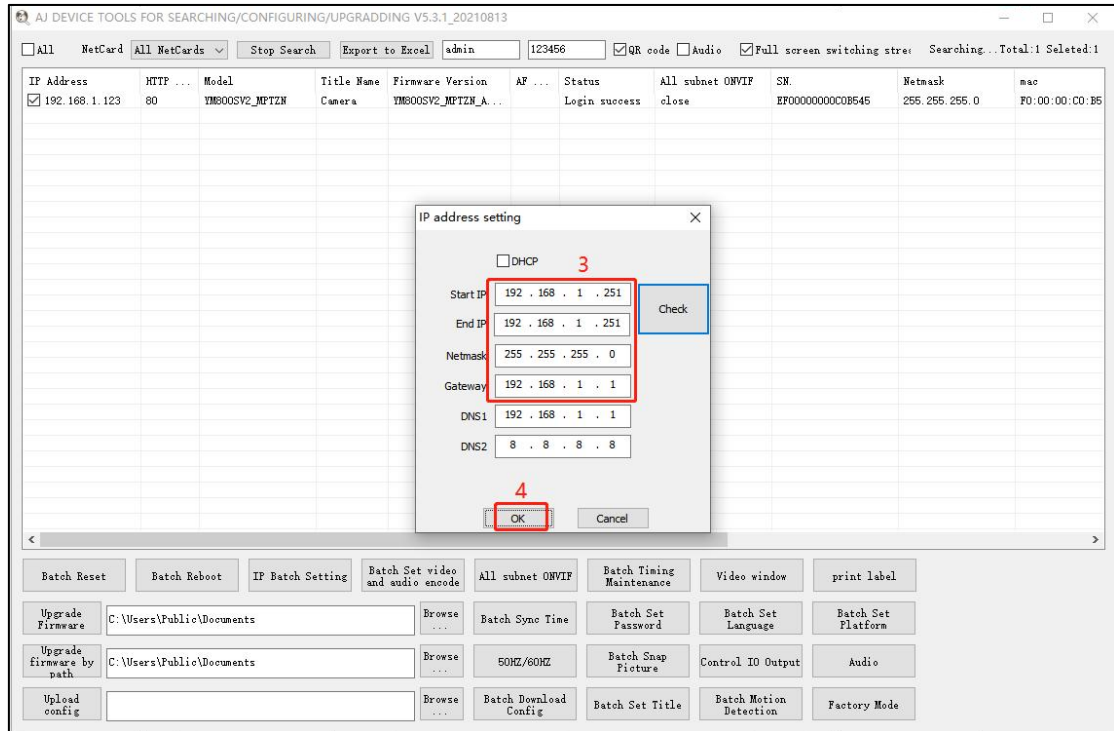 AJ DEVICE TOOLS FOR SEARCHING/CONFIGURING/UPGRADDING V5.3.1_20210813
All NetCard All NetCards Stop Search Export to Excel admin 123456 QR code Audio Full screen switching stre Searching...Total:1 Seleted:1
IP Address HTTP ... Model Title Name Firmware Version AF ... Status All subnet ONVIF SN. Netmask mac
192.168.1.123 80 YM800SV2_MPTZN Camera YM800SV2_MPTZN_A... Login success close EF00000000C0B545 255.255.255.0 F0:00:00:C0:B5
IP address setting
DHCP
3
Start IP 192 . 168 . 1 . 251
Check
End IP 192 . 168 . 1 . 251
Netmask 255 . 255 . 255 . 0
Gateway 192 . 168 . 1 . 1
DNS1 192 . 168 . 1 . 1
DNS2 8 . 8 . 8 . 8
4
OK Cancel
Batch Reset Batch Reboot IP Batch Setting Batch Set video and audio encode All subnet ONVIF Batch Timing Maintenance Video window print label
Upgrade Firmware C:\Users\Public\Documents Browse ... Batch Sync Time Batch Set Password Batch Set Language Batch Set Platform
Upgrade firmware by path C:\Users\Public\Documents Browse ... 50HZ/60HZ Batch Snap Picture Control IO Output Audio
Upload config Browse ... Batch Download Config Batch Set Title Batch Motion Detection Factory Mode